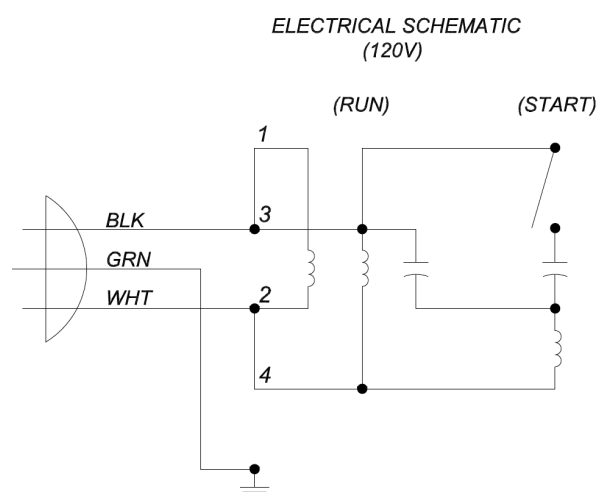 ELECTRICAL SCHEMATIC
(120V)
(RUN) (START)
1
BLK 3
GRN
WHT 2
4